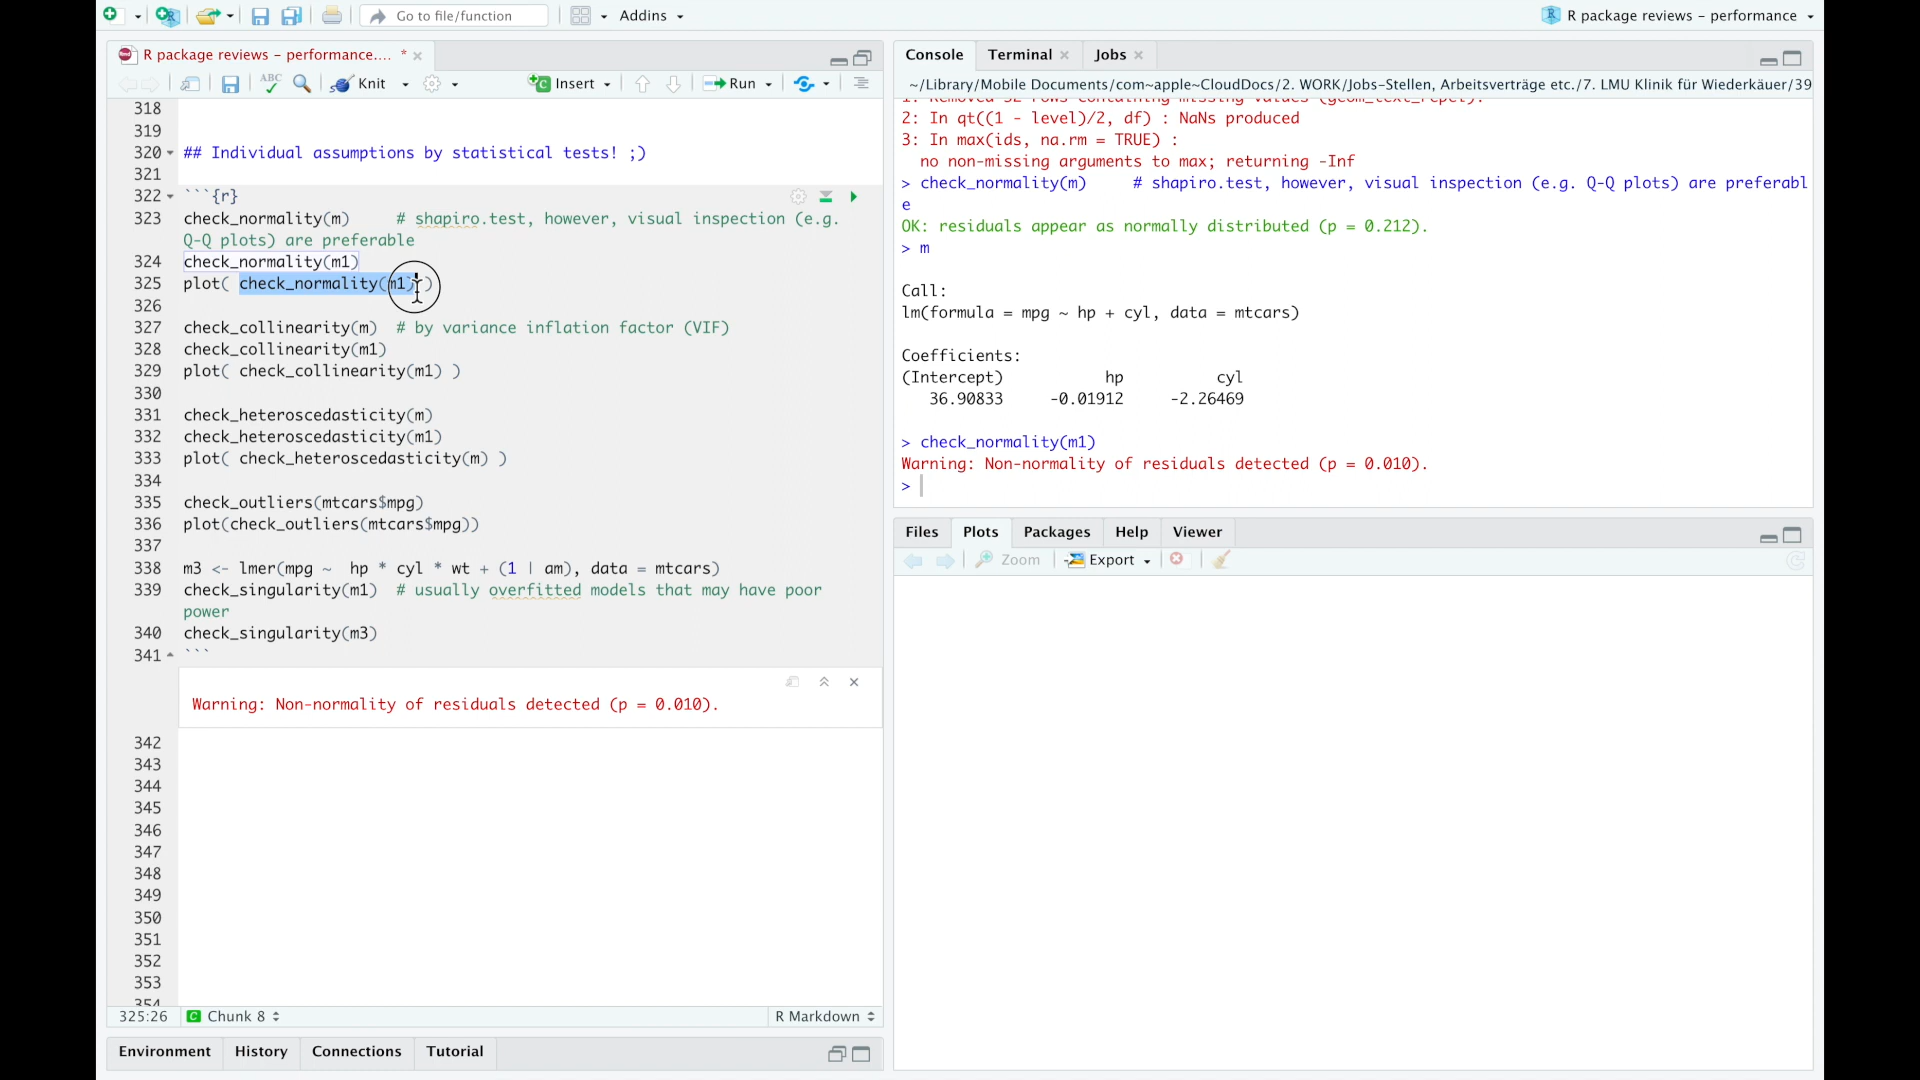 Go to file/function
Addins
R package reviews - performance
R package reviews - performance.... *
Knit
Insert
Run
318
319
320 ## Individual assumptions by statistical tests! ;)
321
322 ```{r}
323 check_normality(m)     # shapiro.test, however, visual inspection (e.g.
Q-Q plots) are preferable
324 check_normality(m1)
325 plot( check_normality(m1) )
326
327 check_collinearity(m)  # by variance inflation factor (VIF)
328 check_collinearity(m1)
329 plot( check_collinearity(m1) )
330
331 check_heteroscedasticity(m)
332 check_heteroscedasticity(m1)
333 plot( check_heteroscedasticity(m) )
334
335 check_outliers(mtcars$mpg)
336 plot(check_outliers(mtcars$mpg))
337
338 m3 <- lmer(mpg ~  hp * cyl * wt + (1 | am), data = mtcars)
339 check_singularity(m1)  # usually overfitted models that may have poor
power
340 check_singularity(m3)
341 ```
Warning: Non-normality of residuals detected (p = 0.010).
342
343
344
345
346
347
348
349
350
351
352
353
354
325:26 C Chunk 8 R Markdown
Environment History Connections Tutorial
Console Terminal Jobs
~/Library/Mobile Documents/com~apple~CloudDocs/2. WORK/Jobs-Stellen, Arbeitsverträge etc./7. LMU Klinik für Wiederkäuer/39
1: Removed 32 rows containing missing values (geom_text_repel).
2: In qt((1 - level)/2, df) : NaNs produced
3: In max(ids, na.rm = TRUE) :
no non-missing arguments to max; returning -Inf
> check_normality(m)     # shapiro.test, however, visual inspection (e.g. Q-Q plots) are preferabl
e
OK: residuals appear as normally distributed (p = 0.212).
> m
Call:
lm(formula = mpg ~ hp + cyl, data = mtcars)
Coefficients:
(Intercept) hp cyl
36.90833 -0.01912 -2.26469
> check_normality(m1)
Warning: Non-normality of residuals detected (p = 0.010).
>
Files Plots Packages Help Viewer
Zoom Export